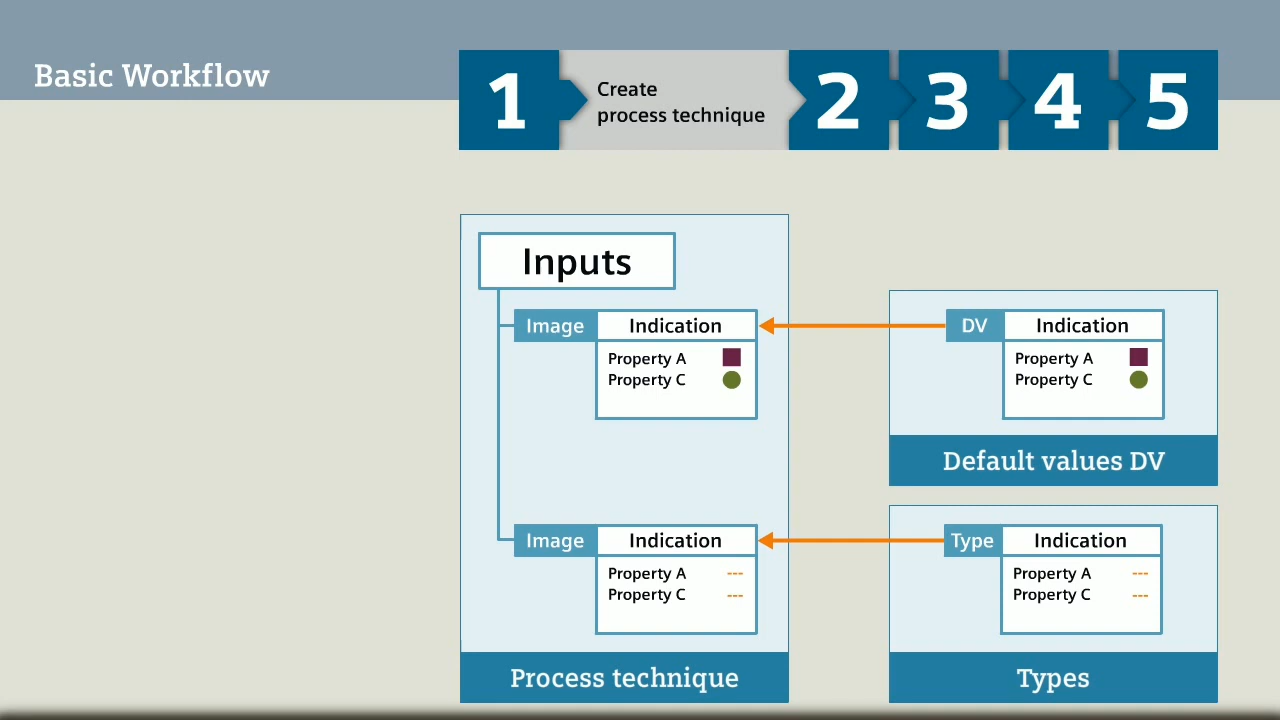 Basic Workflow
1
Create
process technique
2
3
4
5
Inputs
Image
Indication
Property A
Property C
DV
Indication
Property A
Property C
Default values DV
Image
Indication
Property A ---
Property C ---
Process technique
Type
Indication
Property A ---
Property C ---
Types